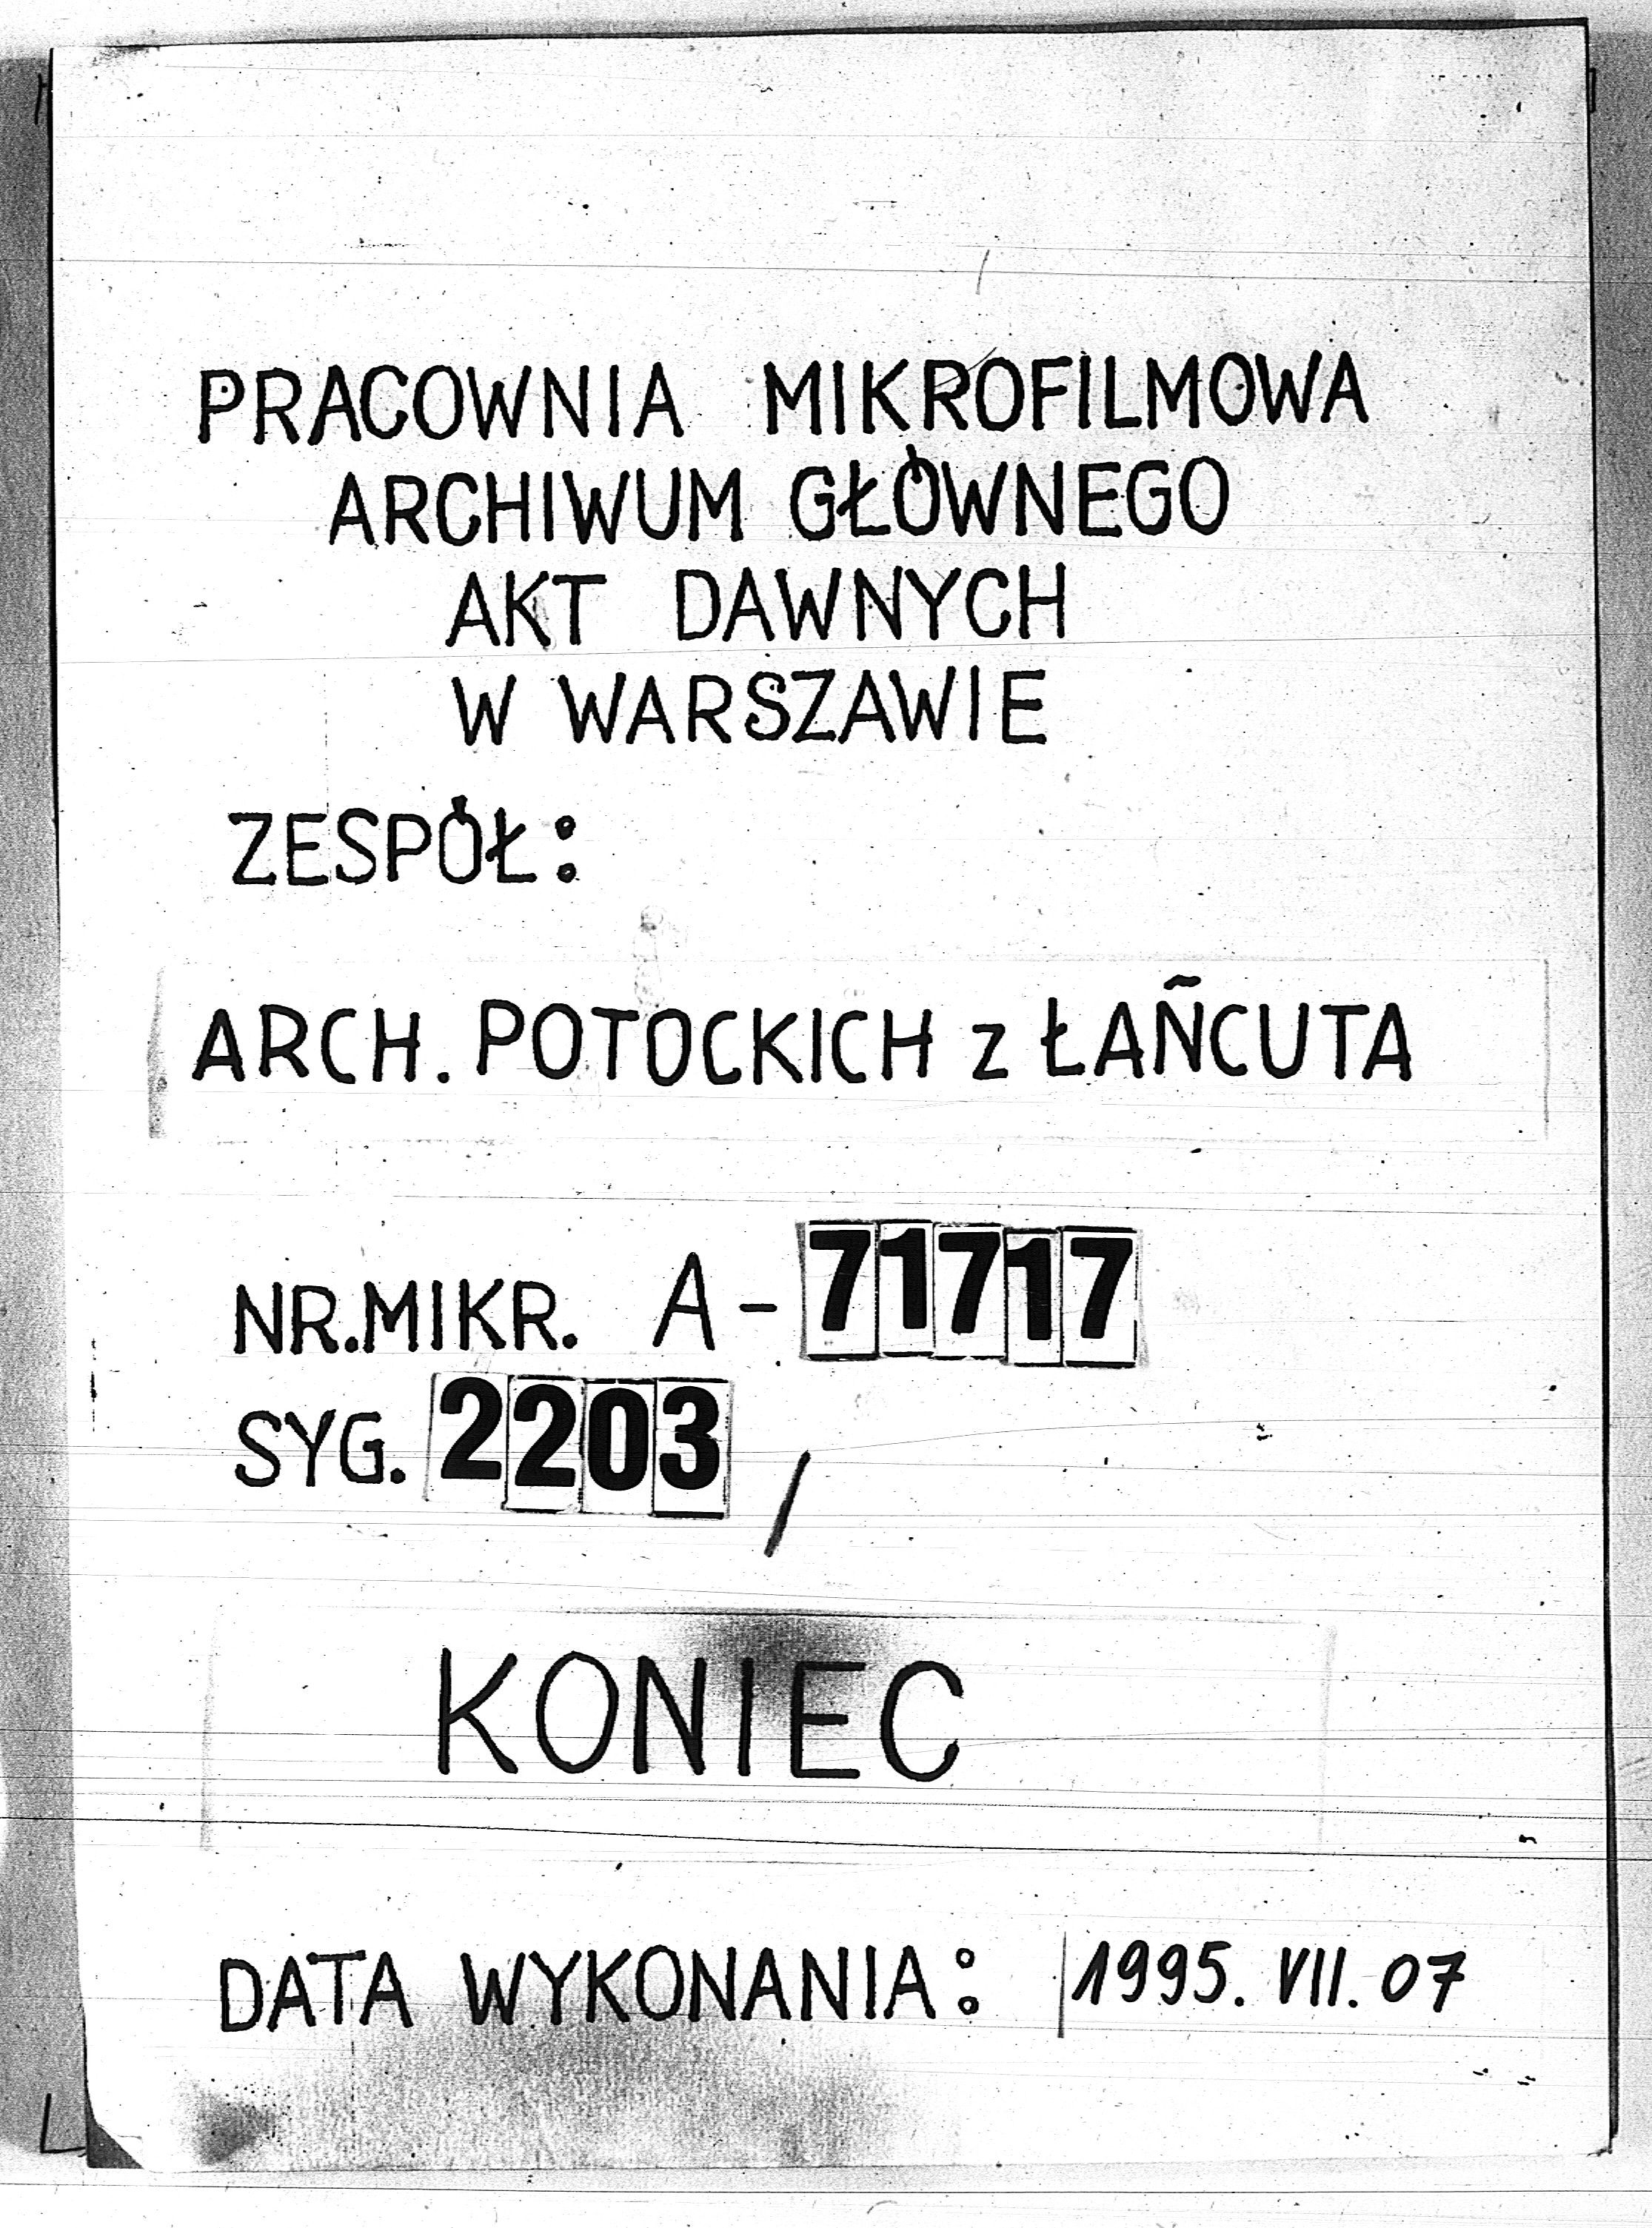 PRACOWNIA MIKROFILMOWA
ARCHIWUM GŁÓWNEGO
AKT DAWNYCH
W WARSZAWIE
ZESPÓŁ:
ARCH. POTOCKICH z ŁAŃCUTA
NR.MIKR. A-71717
SYG. 2203/
KONIEC
DATA WYKONANIA: 1995. VII. 07